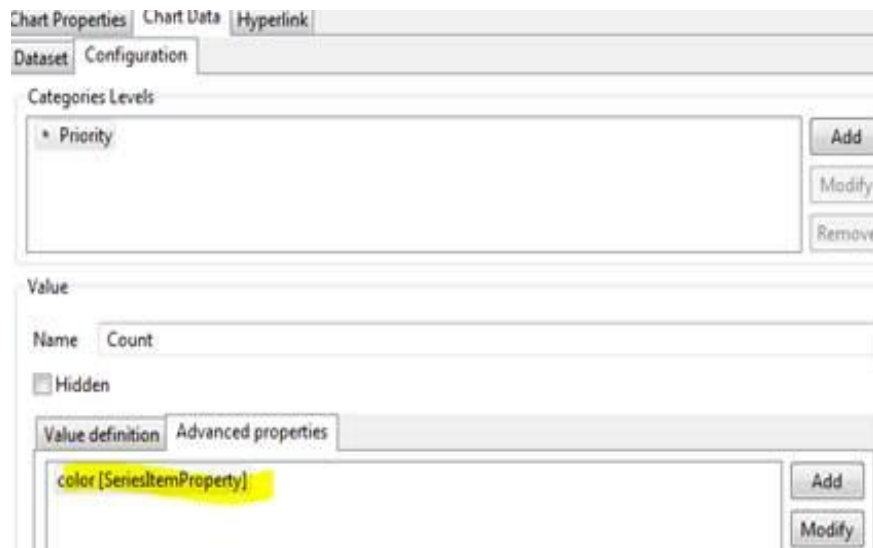 Chart Properties Chart Data Hyperlink
Dataset Configuration
Categories Levels
Priority
Add
Modify
Remove
Value
Name Count
Hidden
Value definition Advanced properties
color [SeriesItemProperty]
Add
Modify